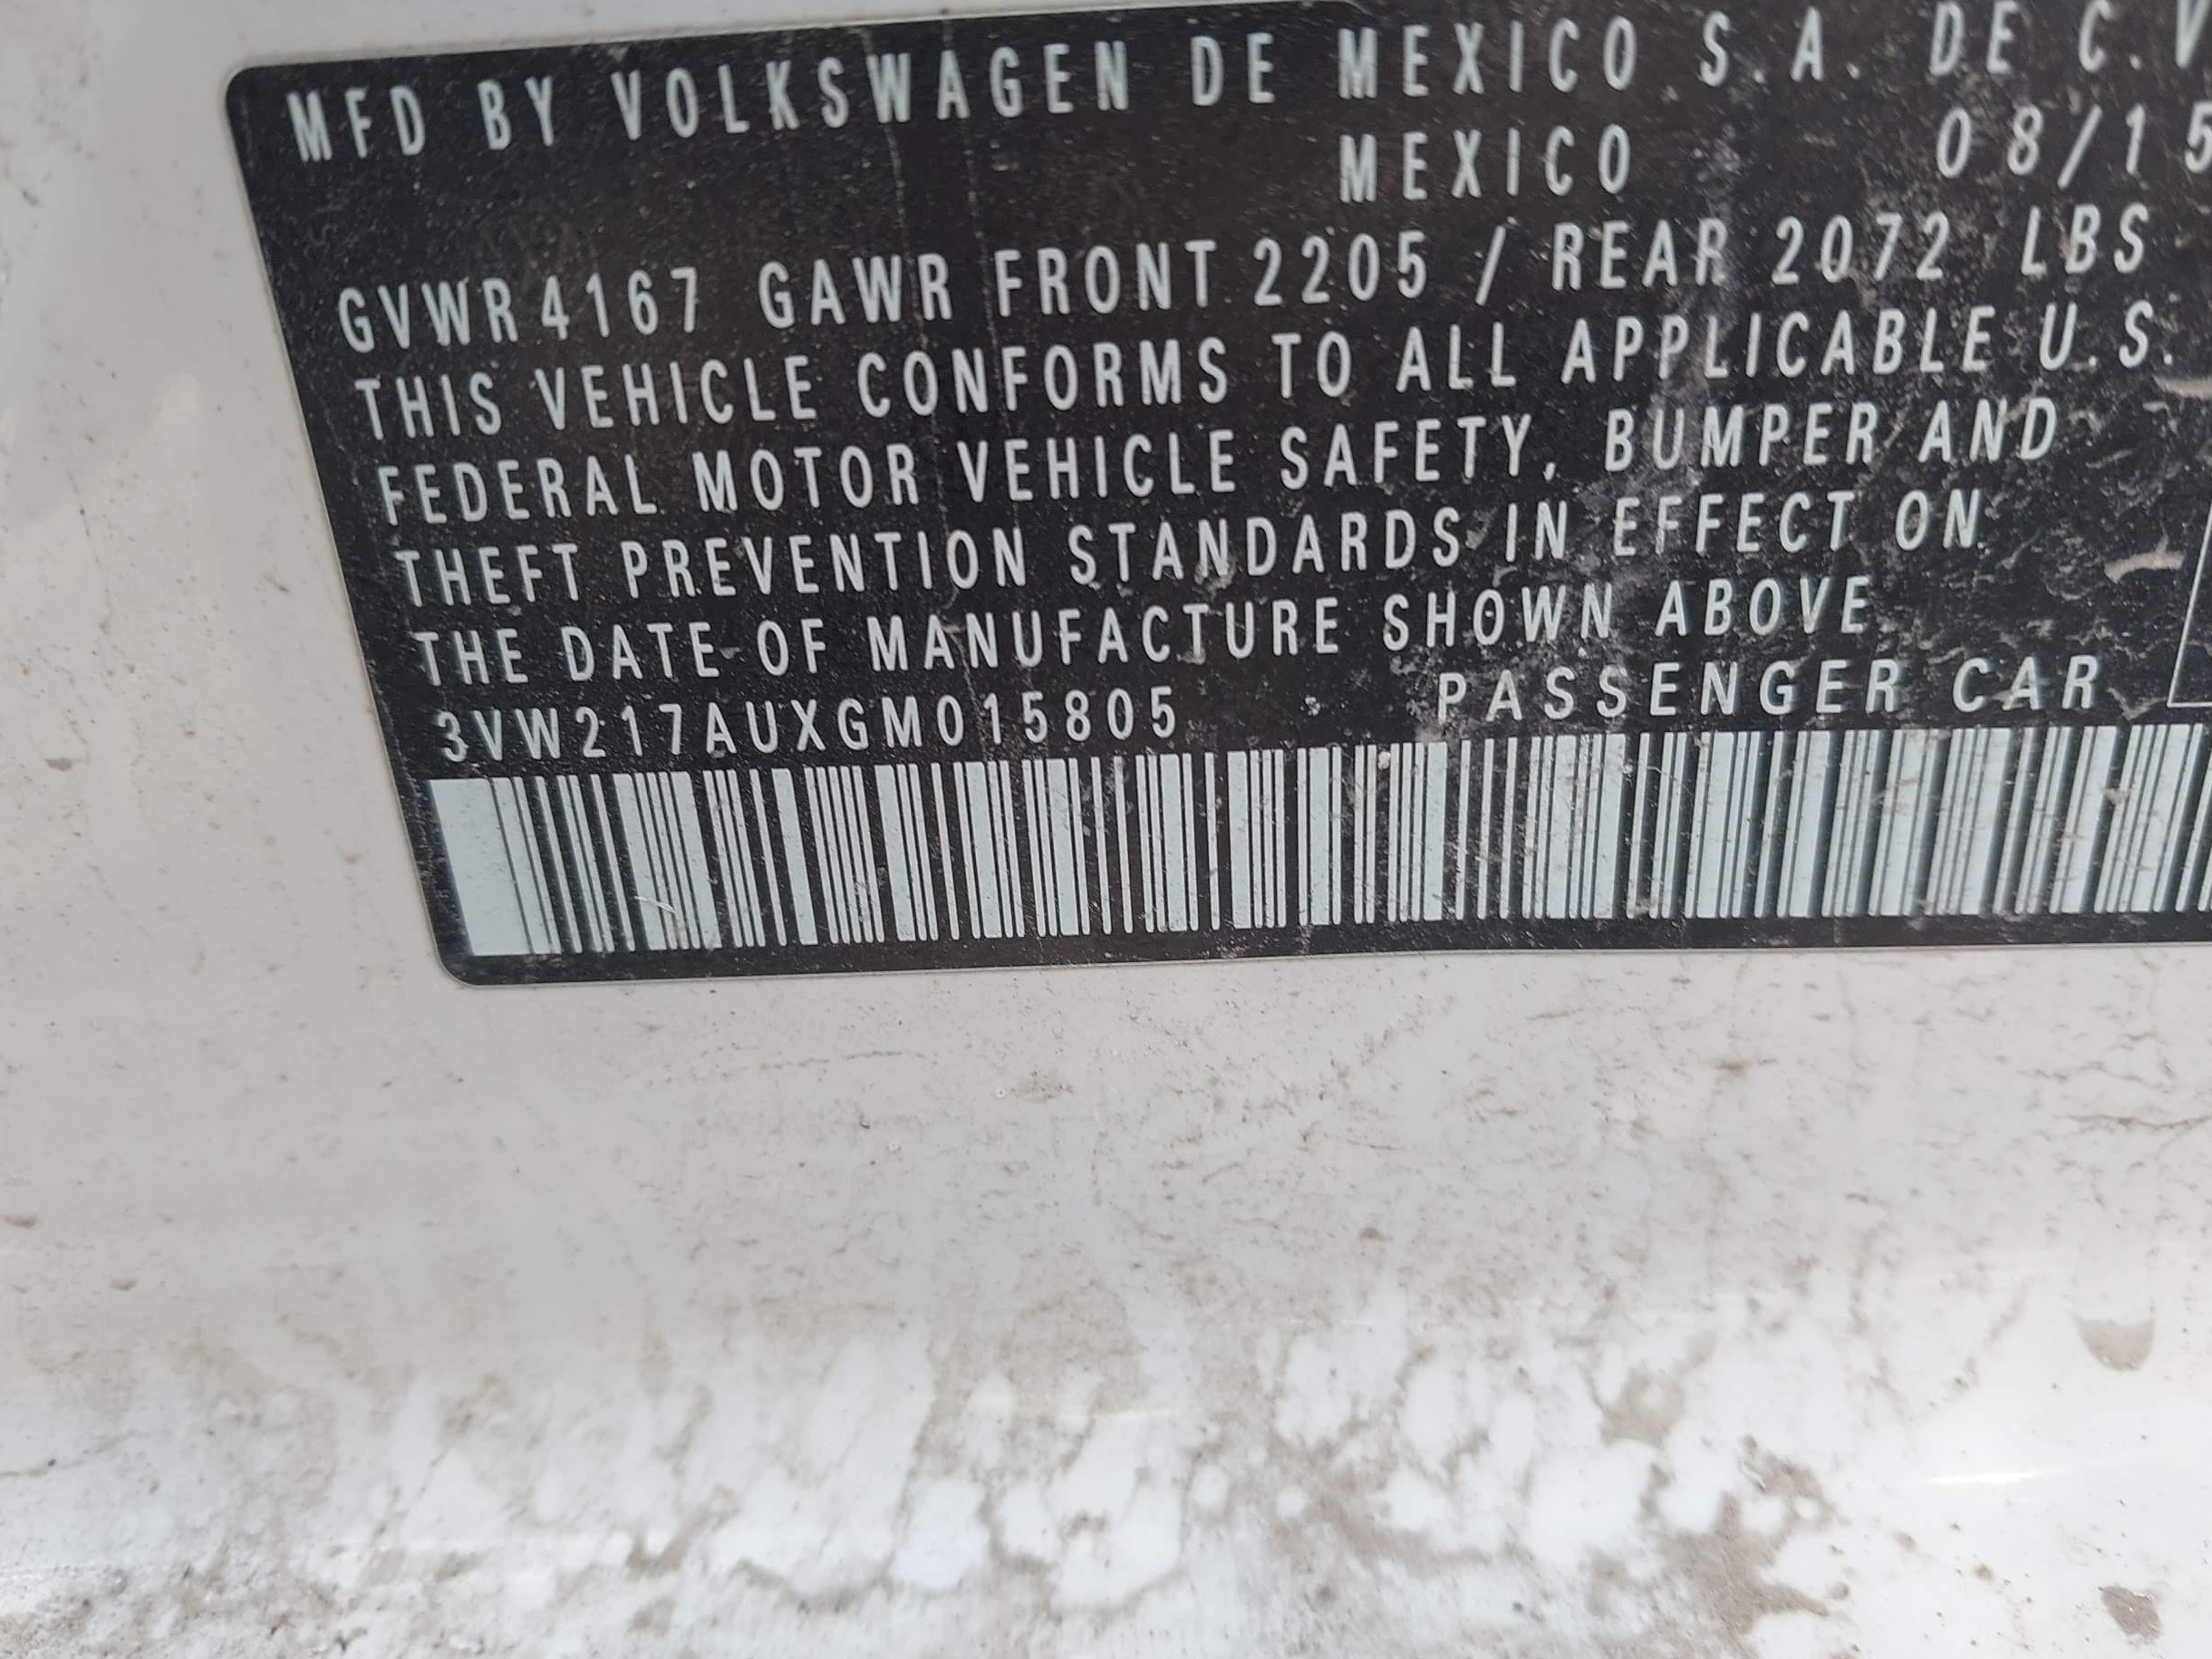 MFD BY VOLKSWAGEN DE MEXICO S.A. DE C.V
MEXICO 08/15
GVWR 4167 GAWR FRONT 2205 / REAR 2072 LBS
THIS VEHICLE CONFORMS TO ALL APPLICABLE U.S.
FEDERAL MOTOR VEHICLE SAFETY, BUMPER AND
THEFT PREVENTION STANDARDS IN EFFECT ON
THE DATE OF MANUFACTURE SHOWN ABOVE
3VW217AUXGM015805 PASSENGER CAR